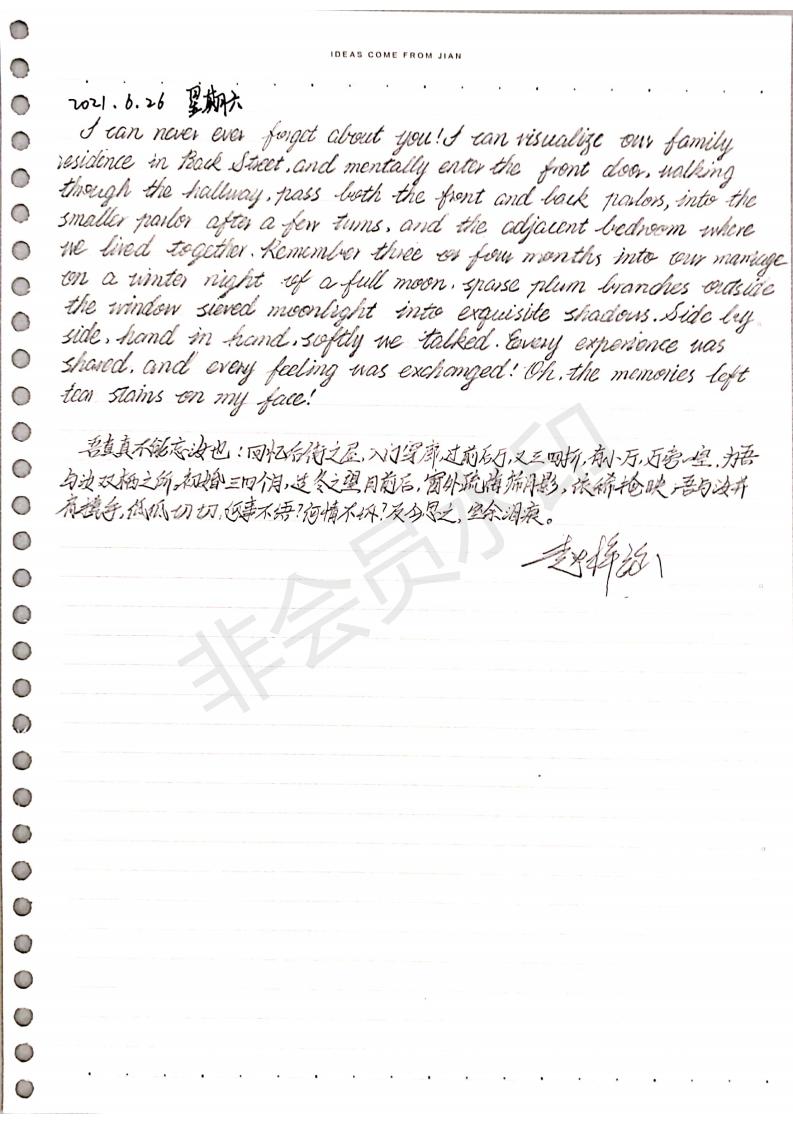 IDEAS COME FROM JIAN
2021.6.26 星期六
I can never ever forget about you! I can visualize our family
residence in Back Street, and mentally enter the front door, walking
through the hallway, pass both the front and back parlors, into the
smaller parlor after a few turns, and the adjacent bedroom where
we lived together. Remember three or four months into our marriage
on a winter night of a full moon, sparse plum branches outside
the window sieved moonlight into exquisite shadows. Side by
side, hand in hand, softly we talked. Every experience was
shared, and every feeling was exchanged! Oh, the memories left
tear stains on my face!
吾真真不能忘汝也！回忆后街之屋，入门穿廊，过前后厅，又三四折，有小厅，厅旁一室，为吾
与汝双栖之所。初婚三四个月，适冬之望日前后，窗外疏梅筛月影，依稀掩映，吾与汝并
肩携手，低低切切，何事不语？何情不诉？及今思之，空余泪痕。
非会员水印